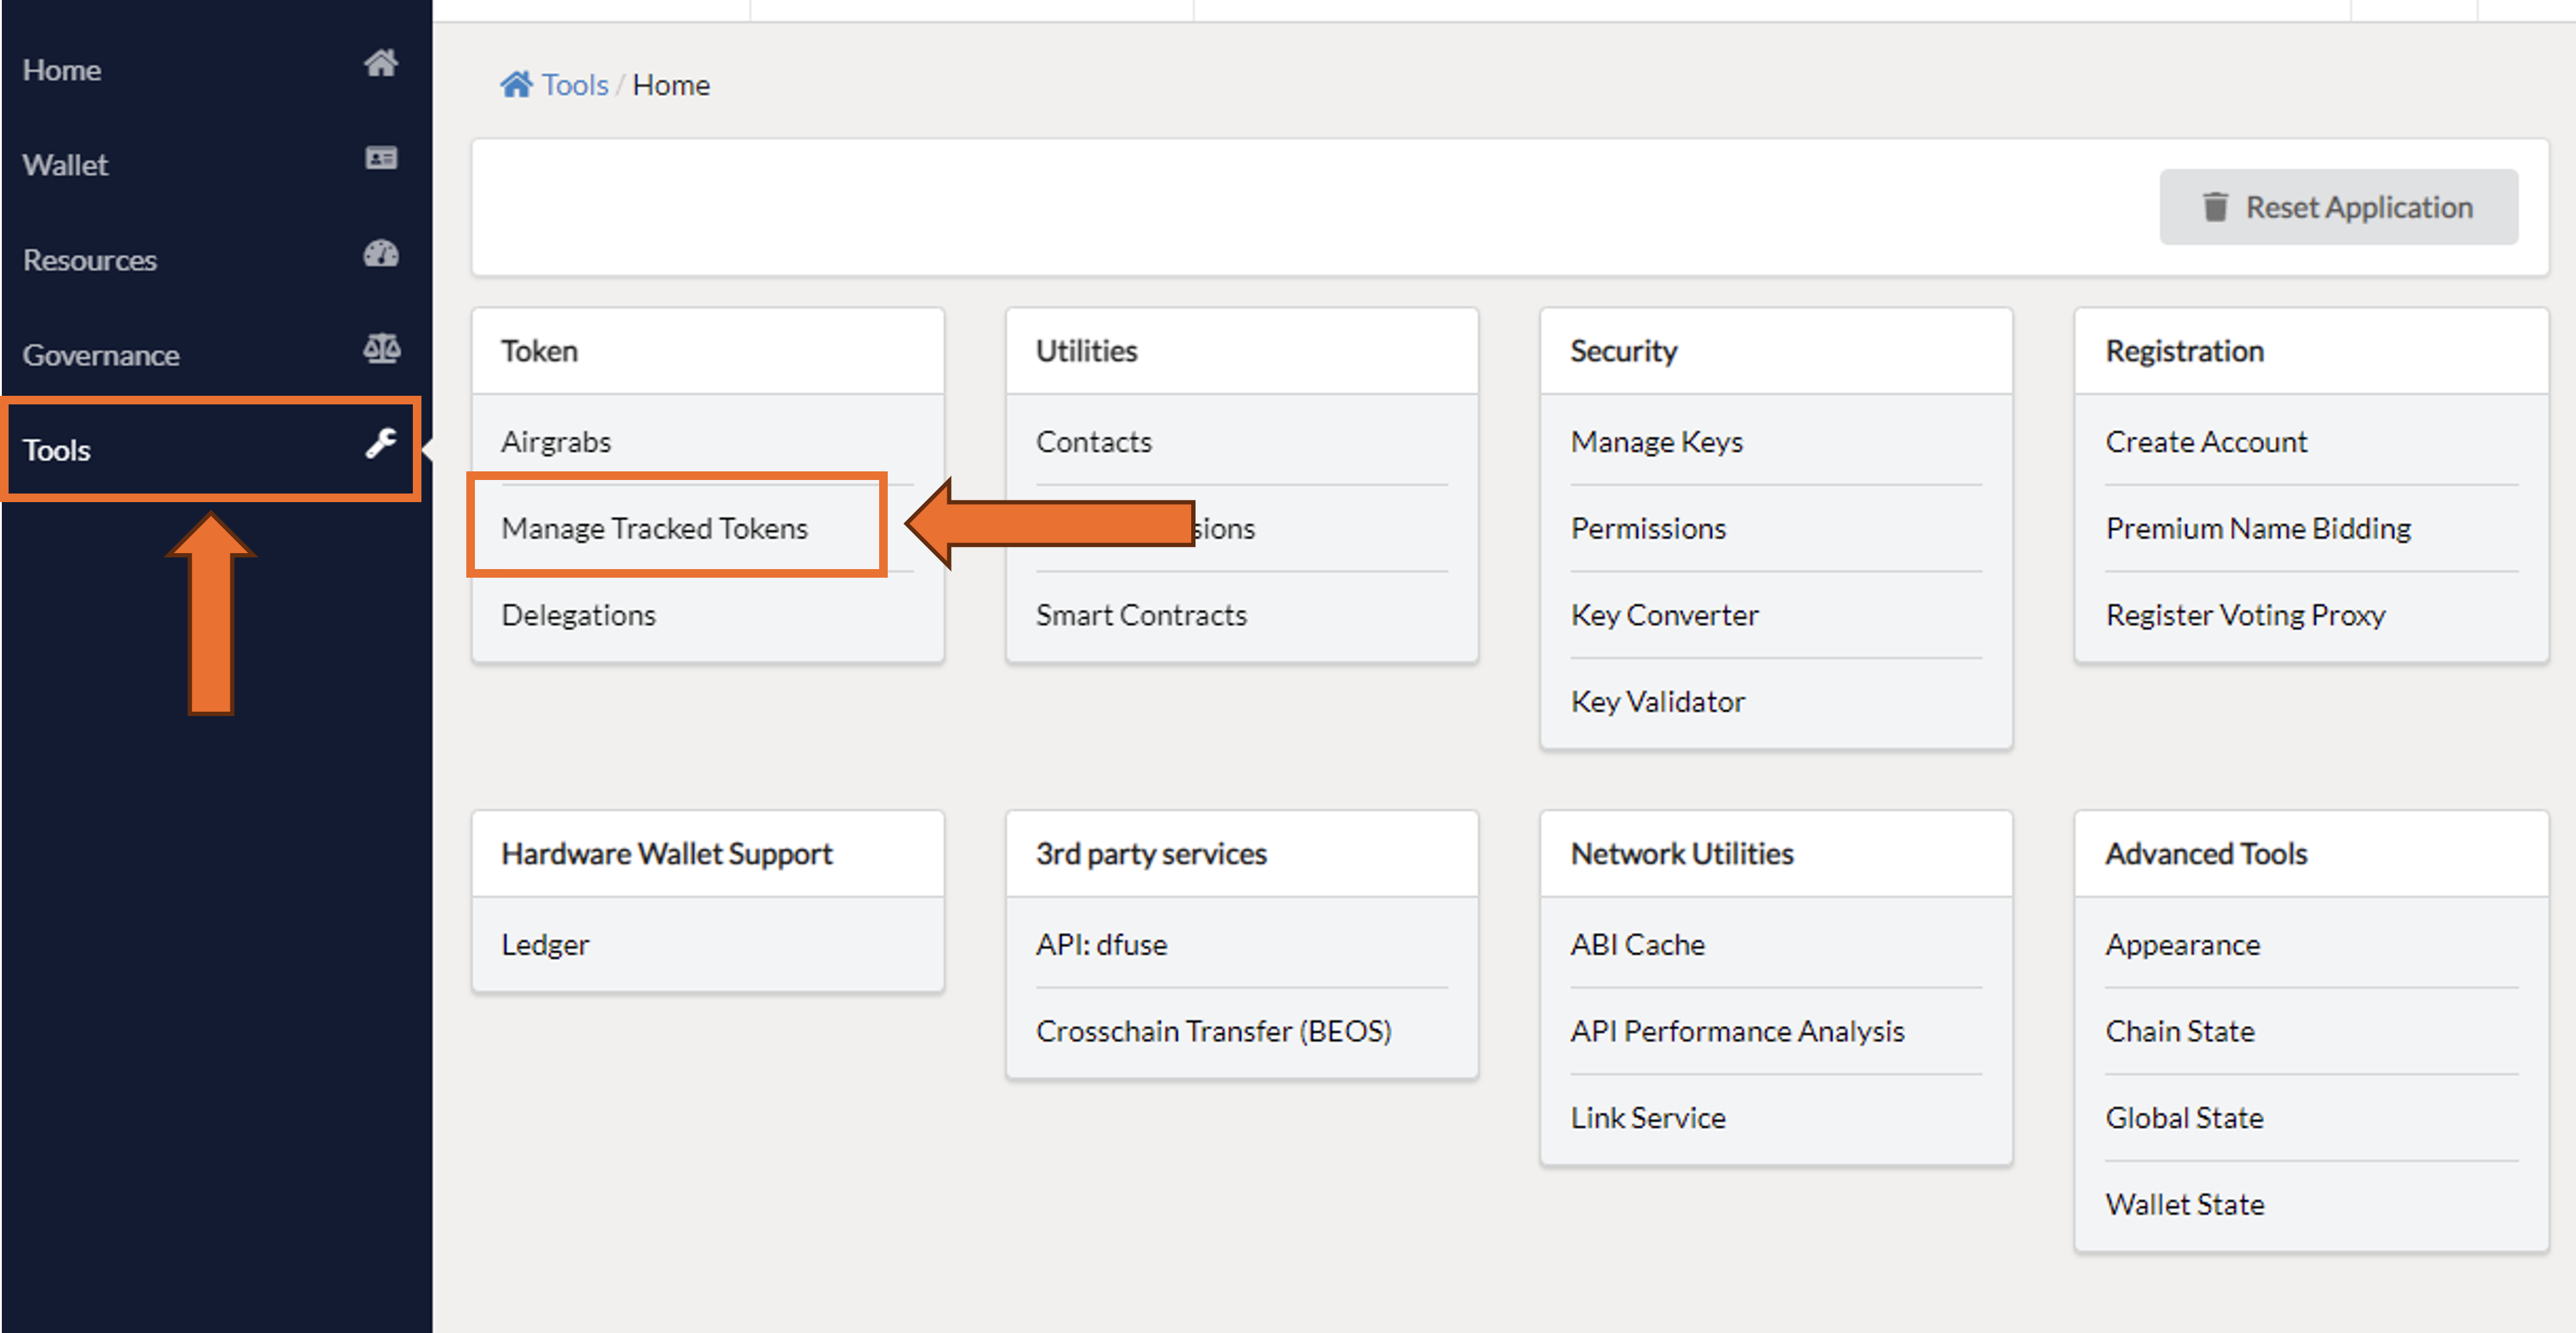 Home
Wallet
Resources
Governance
Tools
Tools / Home
Reset Application
Token
Airgrabs
Manage Tracked Tokens
Delegations
Utilities
Contacts
Smart Contracts
Security
Manage Keys
Permissions
Key Converter
Key Validator
Registration
Create Account
Premium Name Bidding
Register Voting Proxy
Hardware Wallet Support
Ledger
3rd party services
API: dfuse
Crosschain Transfer (BEOS)
Network Utilities
ABI Cache
API Performance Analysis
Link Service
Advanced Tools
Appearance
Chain State
Global State
Wallet State